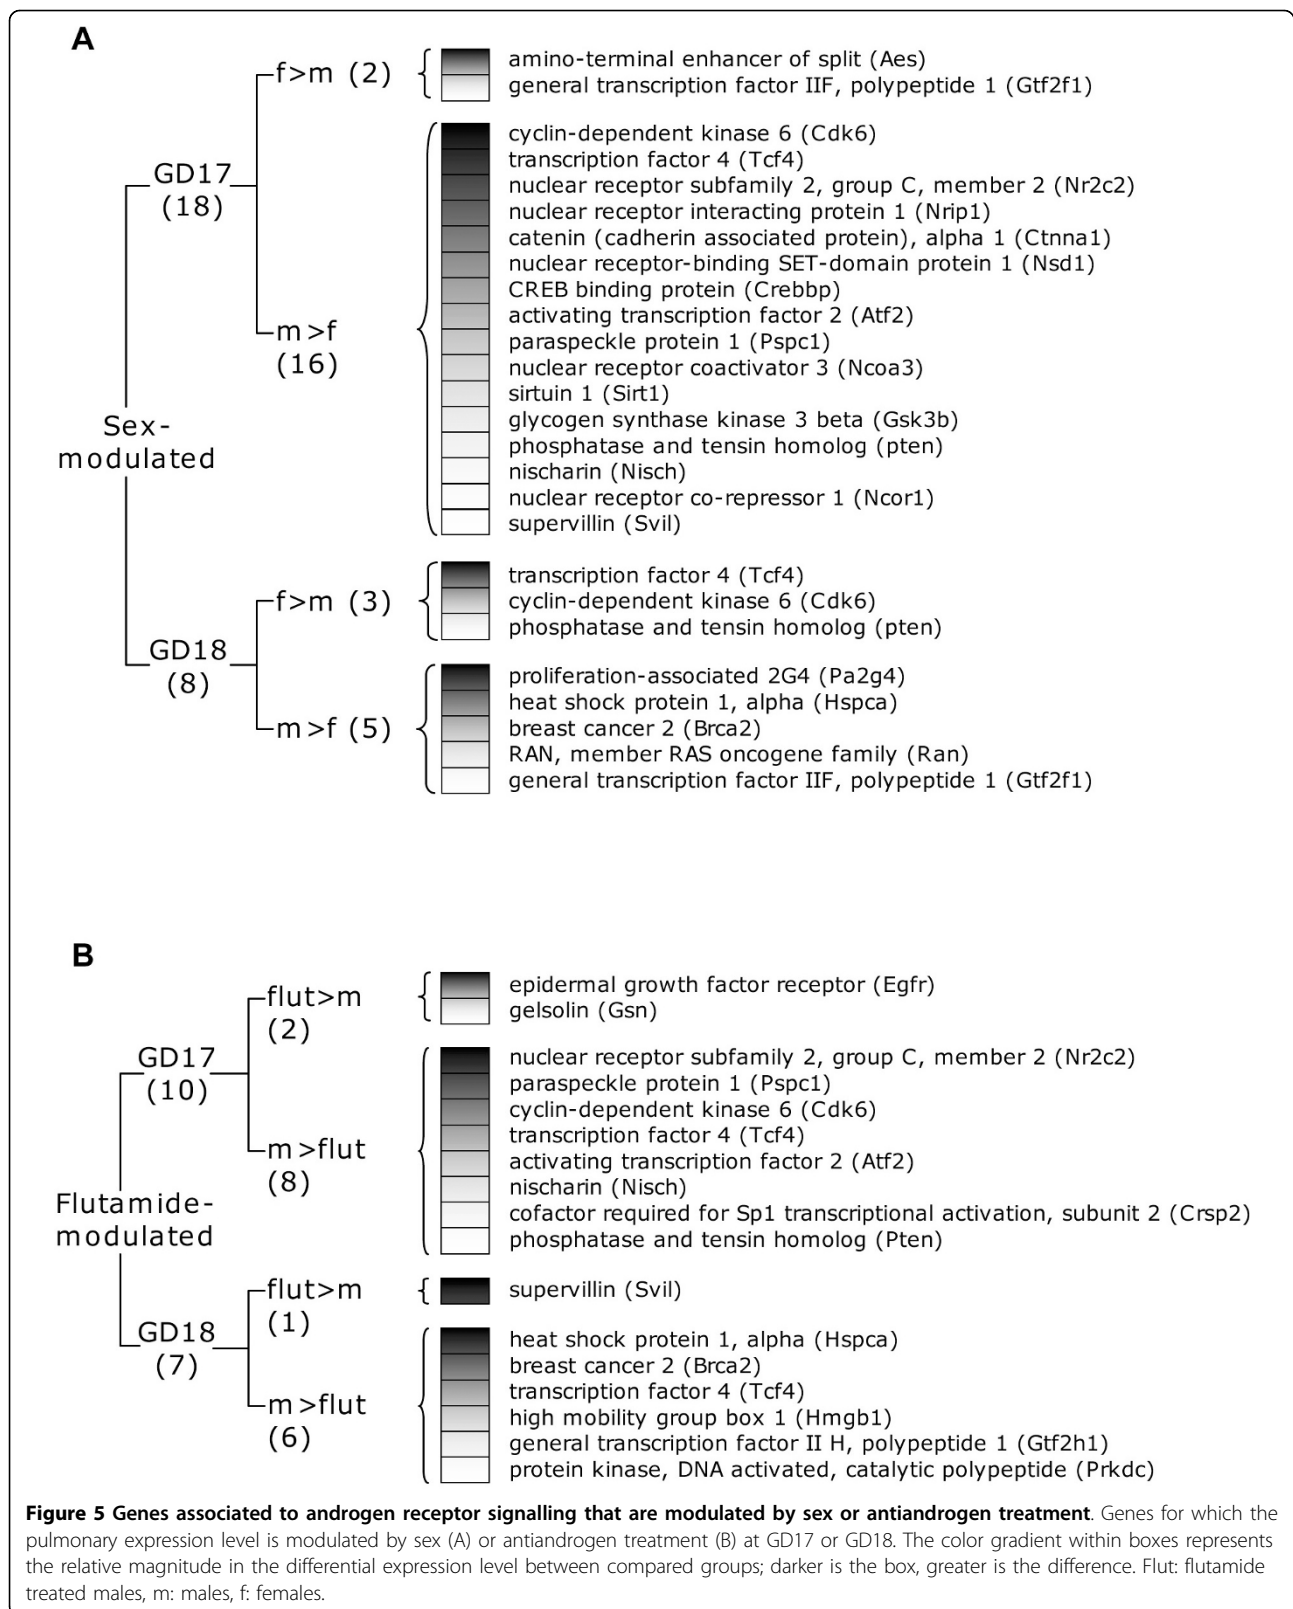 A
f>m (2)
amino-terminal enhancer of split (Aes)
general transcription factor IIF, polypeptide 1 (Gtf2f1)
GD17
(18)
m>f
(16)
cyclin-dependent kinase 6 (Cdk6)
transcription factor 4 (Tcf4)
nuclear receptor subfamily 2, group C, member 2 (Nr2c2)
nuclear receptor interacting protein 1 (Nrip1)
catenin (cadherin associated protein), alpha 1 (Ctnna1)
nuclear receptor-binding SET-domain protein 1 (Nsd1)
CREB binding protein (Crebbp)
activating transcription factor 2 (Atf2)
paraspeckle protein 1 (Pspc1)
nuclear receptor coactivator 3 (Ncoa3)
sirtuin 1 (Sirt1)
glycogen synthase kinase 3 beta (Gsk3b)
phosphatase and tensin homolog (pten)
nischarin (Nisch)
nuclear receptor co-repressor 1 (Ncor1)
supervillin (Svil)
Sex-
modulated
f>m (3)
transcription factor 4 (Tcf4)
cyclin-dependent kinase 6 (Cdk6)
phosphatase and tensin homolog (pten)
GD18
(8)
m>f (5)
proliferation-associated 2G4 (Pa2g4)
heat shock protein 1, alpha (Hspca)
breast cancer 2 (Brca2)
RAN, member RAS oncogene family (Ran)
general transcription factor IIF, polypeptide 1 (Gtf2f1)
B
flut>m
(2)
epidermal growth factor receptor (Egfr)
gelsolin (Gsn)
GD17
(10)
m>flut
(8)
nuclear receptor subfamily 2, group C, member 2 (Nr2c2)
paraspeckle protein 1 (Pspc1)
cyclin-dependent kinase 6 (Cdk6)
transcription factor 4 (Tcf4)
activating transcription factor 2 (Atf2)
nischarin (Nisch)
cofactor required for Sp1 transcriptional activation, subunit 2 (Crsp2)
phosphatase and tensin homolog (Pten)
Flutamide-
modulated
flut>m
(1)
supervillin (Svil)
GD18
(7)
m>flut
(6)
heat shock protein 1, alpha (Hspca)
breast cancer 2 (Brca2)
transcription factor 4 (Tcf4)
high mobility group box 1 (Hmgb1)
general transcription factor II H, polypeptide 1 (Gtf2h1)
protein kinase, DNA activated, catalytic polypeptide (Prkdc)
Figure 5 Genes associated to androgen receptor signalling that are modulated by sex or antiandrogen treatment. Genes for which the
pulmonary expression level is modulated by sex (A) or antiandrogen treatment (B) at GD17 or GD18. The color gradient within boxes represents
the relative magnitude in the differential expression level between compared groups; darker is the box, greater is the difference. Flut: flutamide
treated males, m: males, f: females.